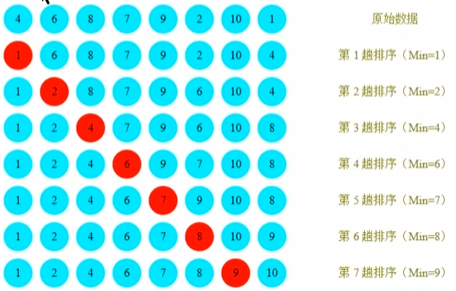 4 6 8 7 9 2 10 1 原始数据
1 6 8 7 9 2 10 4 第 1 趟排序（Min=1）
1 2 8 7 9 6 10 4 第 2 趟排序（Min=2）
1 2 4 7 9 6 10 8 第 3 趟排序（Min=4）
1 2 4 6 9 7 10 8 第 4 趟排序（Min=6）
1 2 4 6 7 9 10 8 第 5 趟排序（Min=7）
1 2 4 6 7 8 10 9 第 6 趟排序（Min=8）
1 2 4 6 7 8 9 10 第 7 趟排序（Min=9）